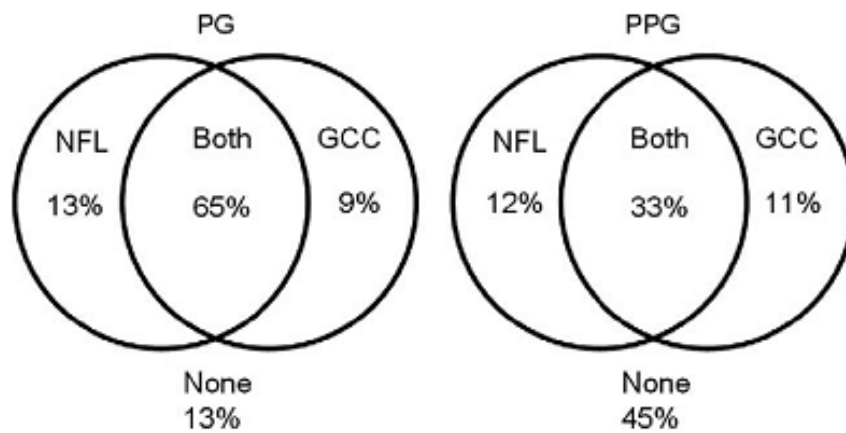 PG
NFL Both GCC
13% 65% 9%
None
13%
PPG
NFL Both GCC
12% 33% 11%
None
45%